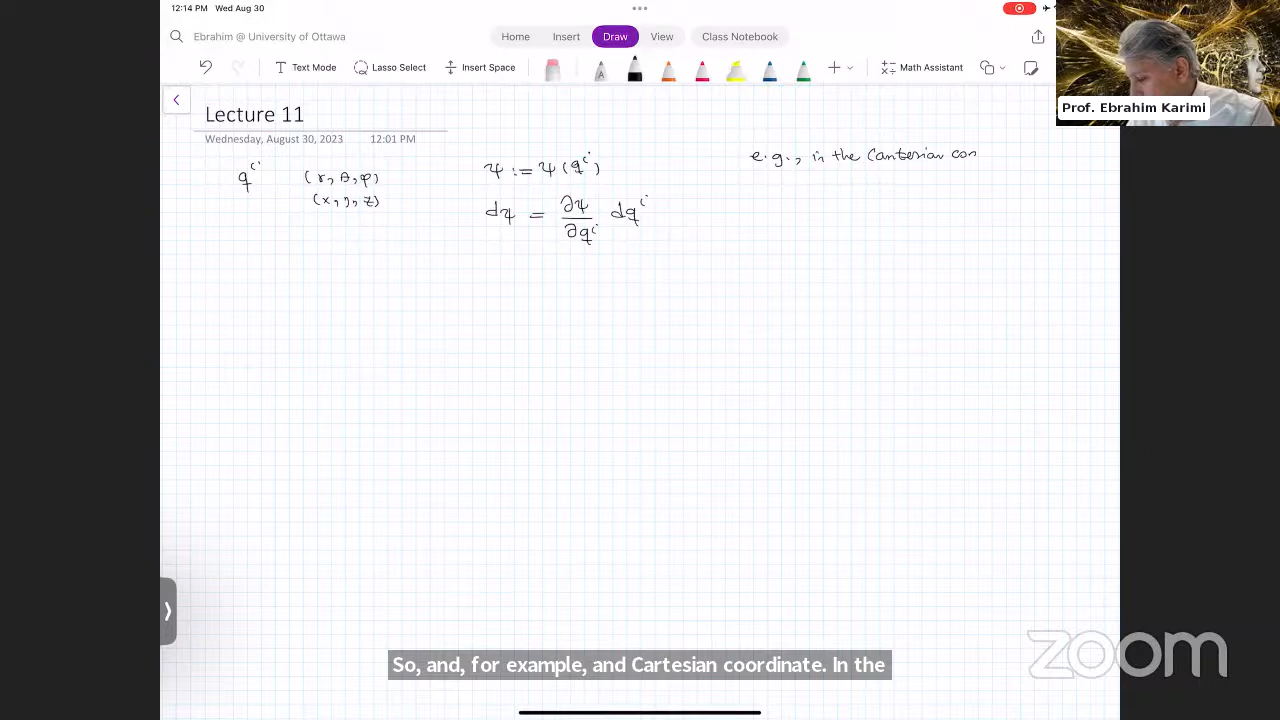 12:14 PM Wed Aug 30
Ebrahim @ University of Ottawa
Home Insert Draw View Class Notebook
Text Mode Lasso Select Insert Space Math Assistant
Prof. Ebrahim Karimi
Lecture 11
Wednesday, August 30, 2023 12:01 PM
q^i (r, θ, φ) ψ := ψ(q^i) e.g., in the Canterian con
(x, y, z)
dψ = ∂ψ/∂q^i dq^i
So, and, for example, and Cartesian coordinate. In the
zoom